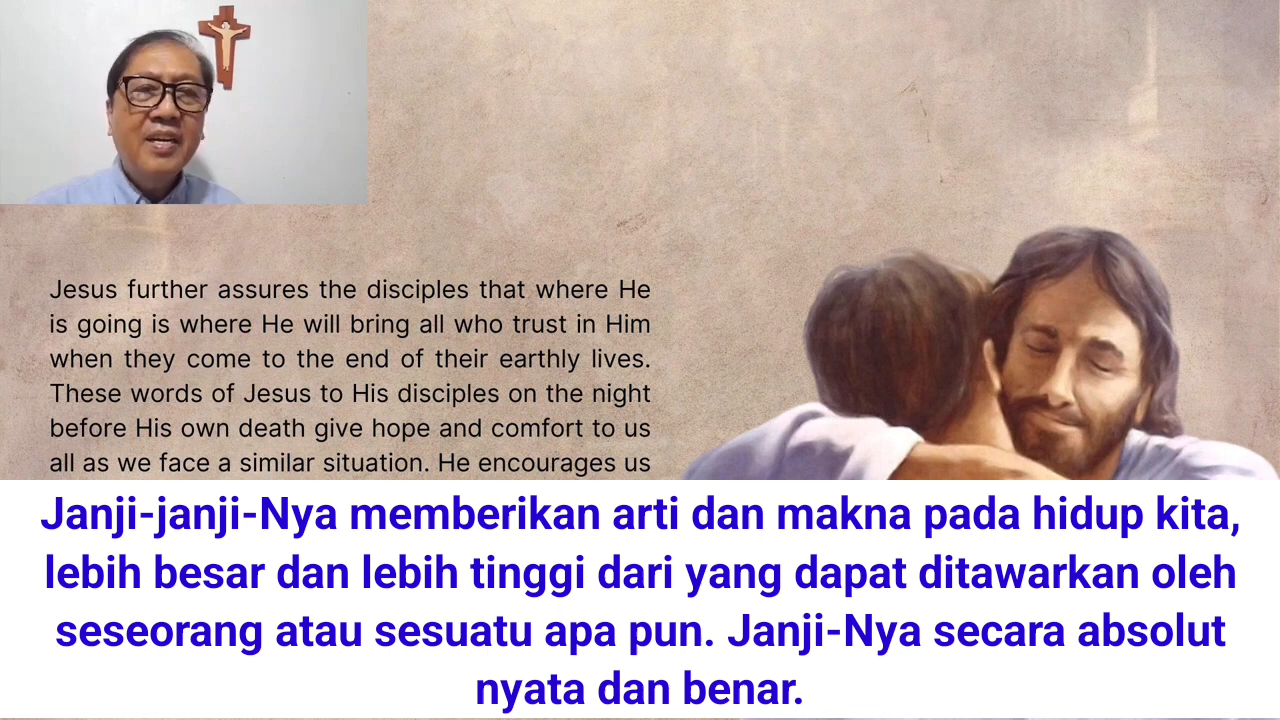 Jesus further assures the disciples that where He
is going is where He will bring all who trust in Him
when they come to the end of their earthly lives.
These words of Jesus to His disciples on the night
before His own death give hope and comfort to us
all as we face a similar situation. He encourages us
Janji-janji-Nya memberikan arti dan makna pada hidup kita,
lebih besar dan lebih tinggi dari yang dapat ditawarkan oleh
seseorang atau sesuatu apa pun. Janji-Nya secara absolut
nyata dan benar.